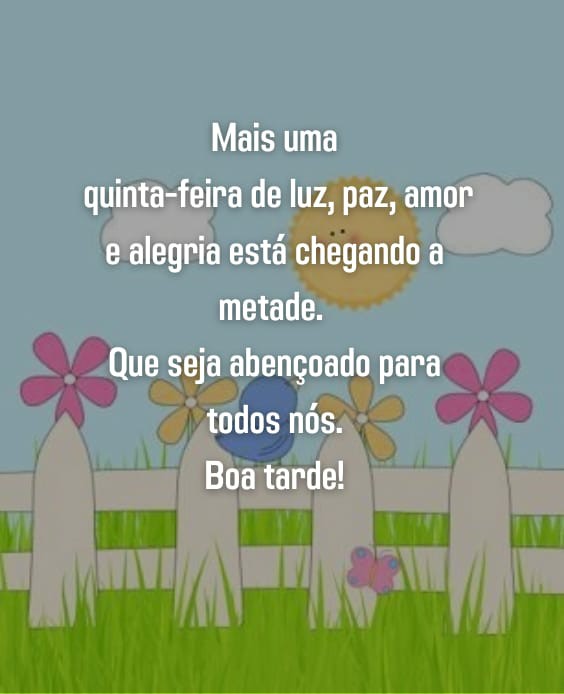 Mais uma
quinta-feira de luz, paz, amor
e alegria está chegando a
metade.
Que seja abençoado para
todos nós.
Boa tarde!